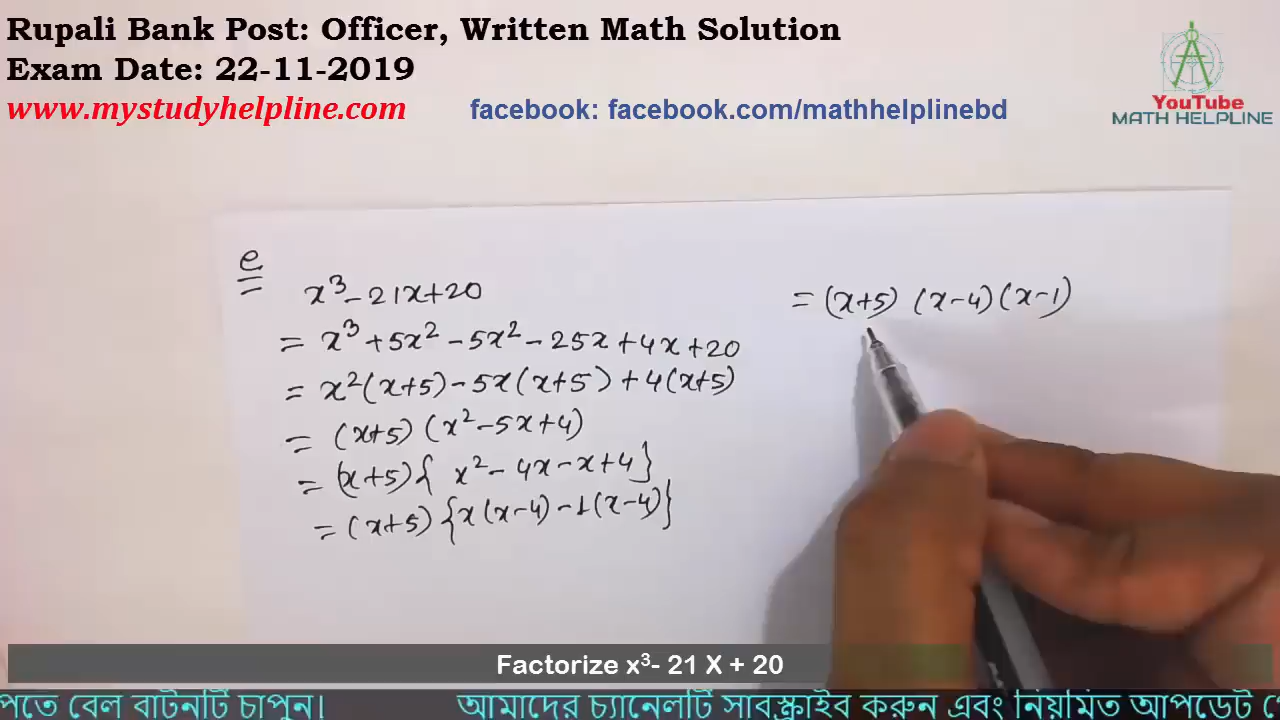 Rupali Bank Post: Officer, Written Math Solution
Exam Date: 22-11-2019
www.mystudyhelpline.com facebook: facebook.com/mathhelplinebd
YouTube
MATH HELPLINE
e
x³-21x+20
= x³+5x²-5x²-25x+4x+20
= x²(x+5)-5x(x+5)+4(x+5)
= (x+5)(x²-5x+4)
= (x+5){x²-4x-x+4}
= (x+5){x(x-4)-1(x-4)}
= (x+5)(x-4)(x-1)
Factorize x³- 21 X + 20
পতে বেল বাটনটি চাপুন। আমাদের চ্যানেলটি সাবস্ক্রাইব করুন এবং নিয়মিত আপডেট